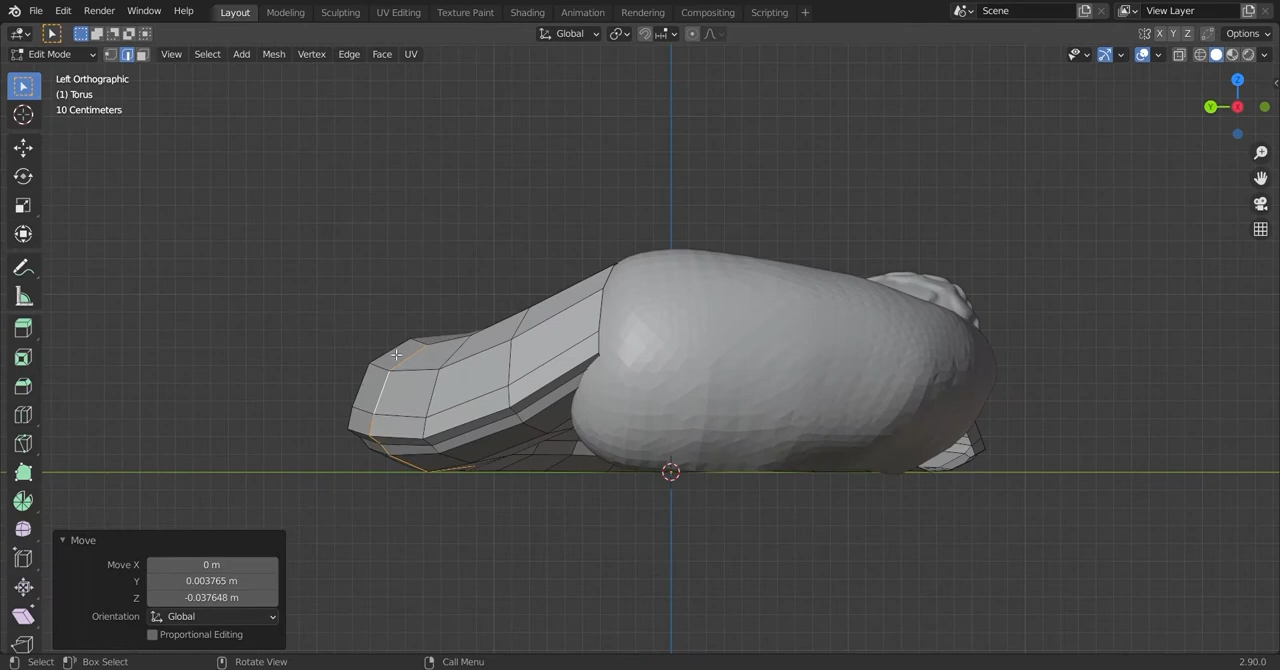 File Edit Render Window Help Layout Modeling Sculpting UV Editing Texture Paint Shading Animation Rendering Compositing Scripting + Scene View Layer
Global Options
Edit Mode View Select Add Mesh Vertex Edge Face UV
X Y Z
Left Orthographic
(1) Torus
10 Centimeters
Z
Y X
Move
Move X 0 m
Y 0.003765 m
Z -0.037648 m
Orientation Global
Proportional Editing
Select Box Select Rotate View Call Menu 2.90.0